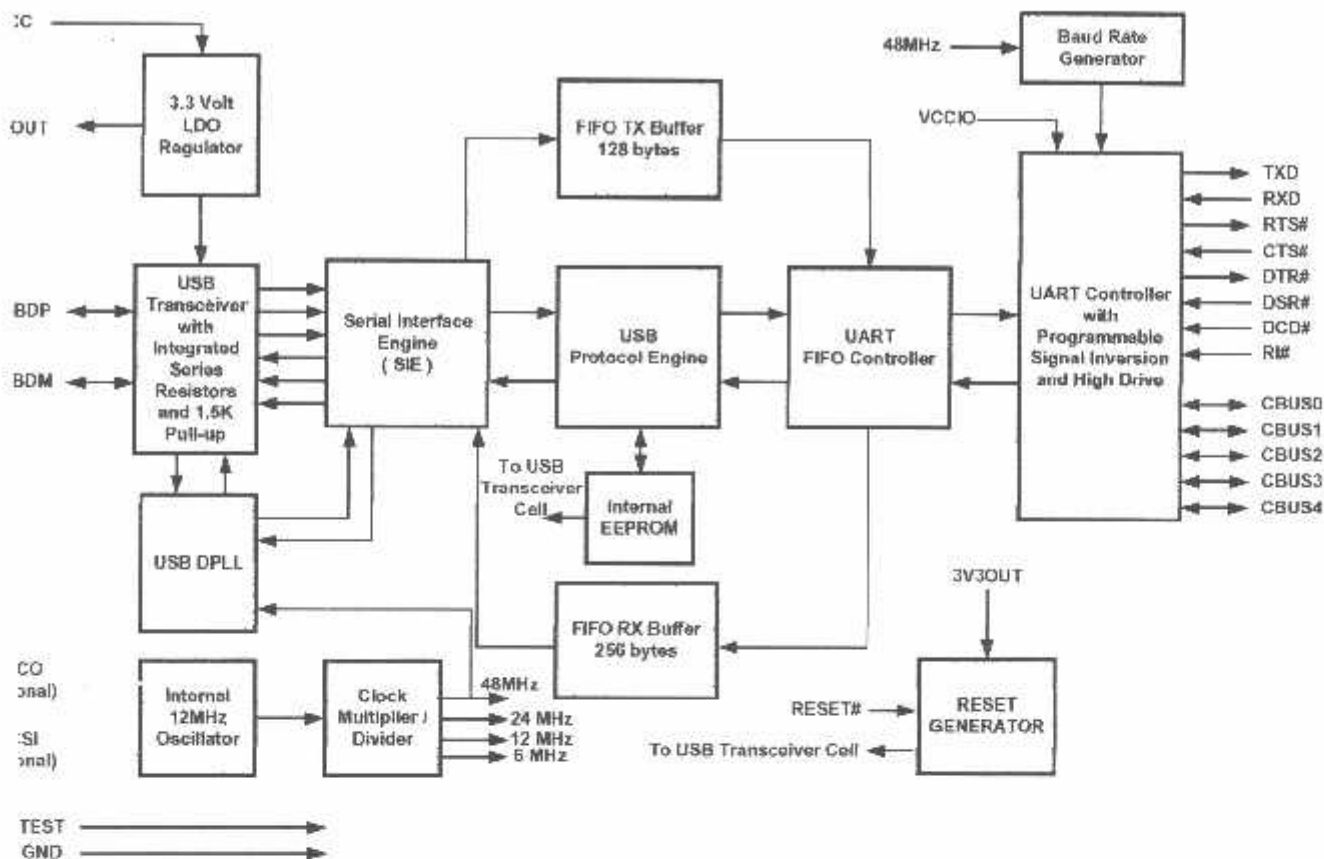 CC
3.3 Volt
LDO
Regulator
OUT
FIFO TX Buffer
128 bytes
48MHz
Baud Rate
Generator
VCCIO
USB
Transceiver
with
Integrated
Series
Resistors
and 1.5K
Pull-up
BDP
BDM
Serial Interface
Engine
( SIE )
USB
Protocol Engine
UART
FIFO Controller
UART Controller
with
Programmable
Signal Inversion
and High Drive
TXD
RXD
RTS#
CTS#
DTR#
DSR#
DCD#
RI#
CBUS0
CBUS1
CBUS2
CBUS3
CBUS4
To USB
Transceiver
Cell
Internal
EEPROM
USB DPLL
FIFO RX Buffer
256 bytes
3V3OUT
RESET#
RESET
GENERATOR
To USB Transceiver Cell
CO
onal)
CSI
onal)
Internal
12MHz
Oscillator
Clock
Multiplier /
Divider
48MHz
24 MHz
12 MHz
6 MHz
TEST
GND